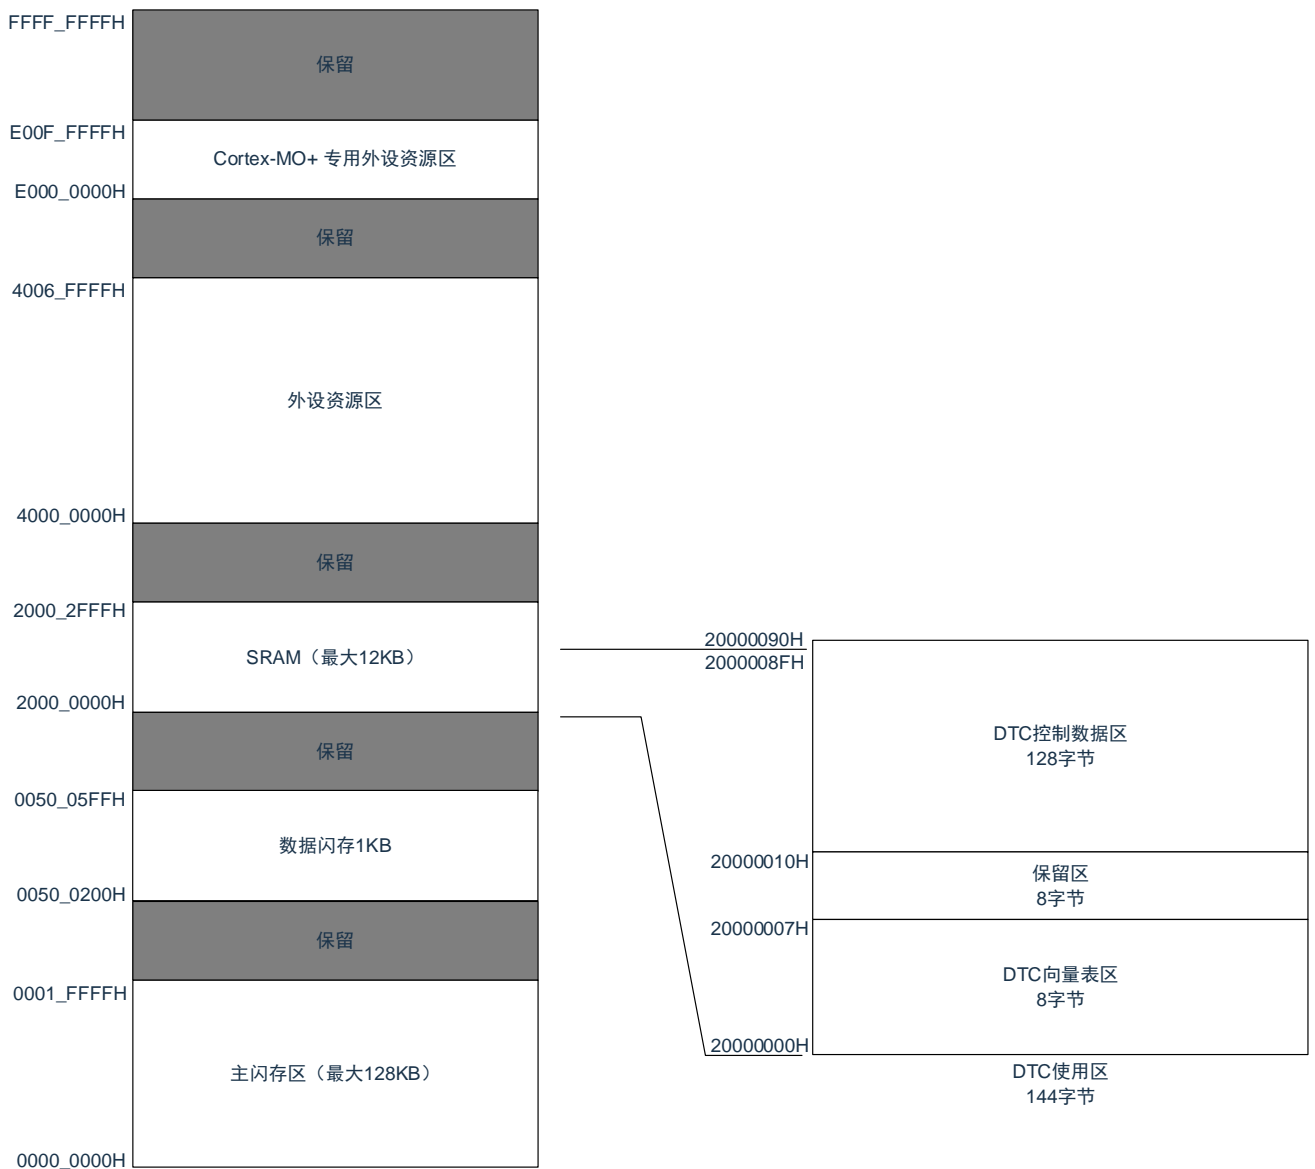 FFFF_FFFFH
保留
E00F_FFFFH
Cortex-MO+ 专用外设资源区
E000_0000H
保留
4006_FFFFH
外设资源区
4000_0000H
保留
2000_2FFFH
SRAM（最大12KB）
2000_0000H
保留
0050_05FFH
数据闪存1KB
0050_0200H
保留
0001_FFFFH
主闪存区（最大128KB）
0000_0000H
20000090H
2000008FH
DTC控制数据区
128字节
20000010H
保留区
8字节
20000007H
DTC向量表区
8字节
20000000H
DTC使用区
144字节